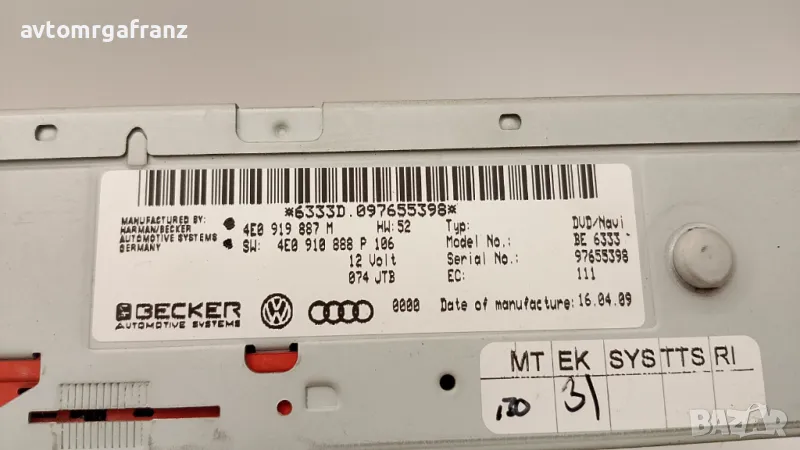 avtomrgafranz
*6333D.097655398*
MANUFACTURED BY:
HARMAN/BECKER
AUTOMOTIVE SYSTEMS
GERMANY
4E0 919 887 M HW: 52
SW: 4E0 910 888 P 106
12 Volt
074 JTB
Typ: DVD/Navi
Model No.: BE 6333
Serial No.: 97655398
EC: 111
BECKER
AUTOMOTIVE SYSTEMS
0000 Date of manufacture: 16.04.09
MT EK SYS TTS RI
31
BAZAR